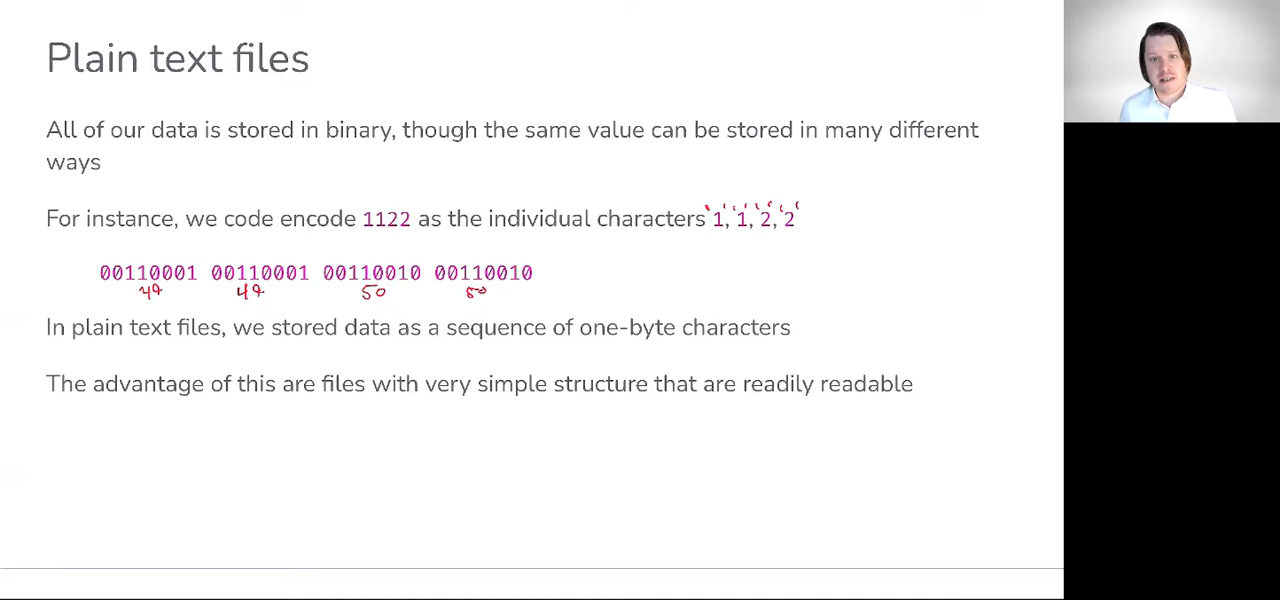 Plain text files
All of our data is stored in binary, though the same value can be stored in many different
ways
For instance, we code encode 1122 as the individual characters '1', '1', '2', '2'
00110001 00110001 00110010 00110010
49 49 50 50
In plain text files, we stored data as a sequence of one-byte characters
The advantage of this are files with very simple structure that are readily readable